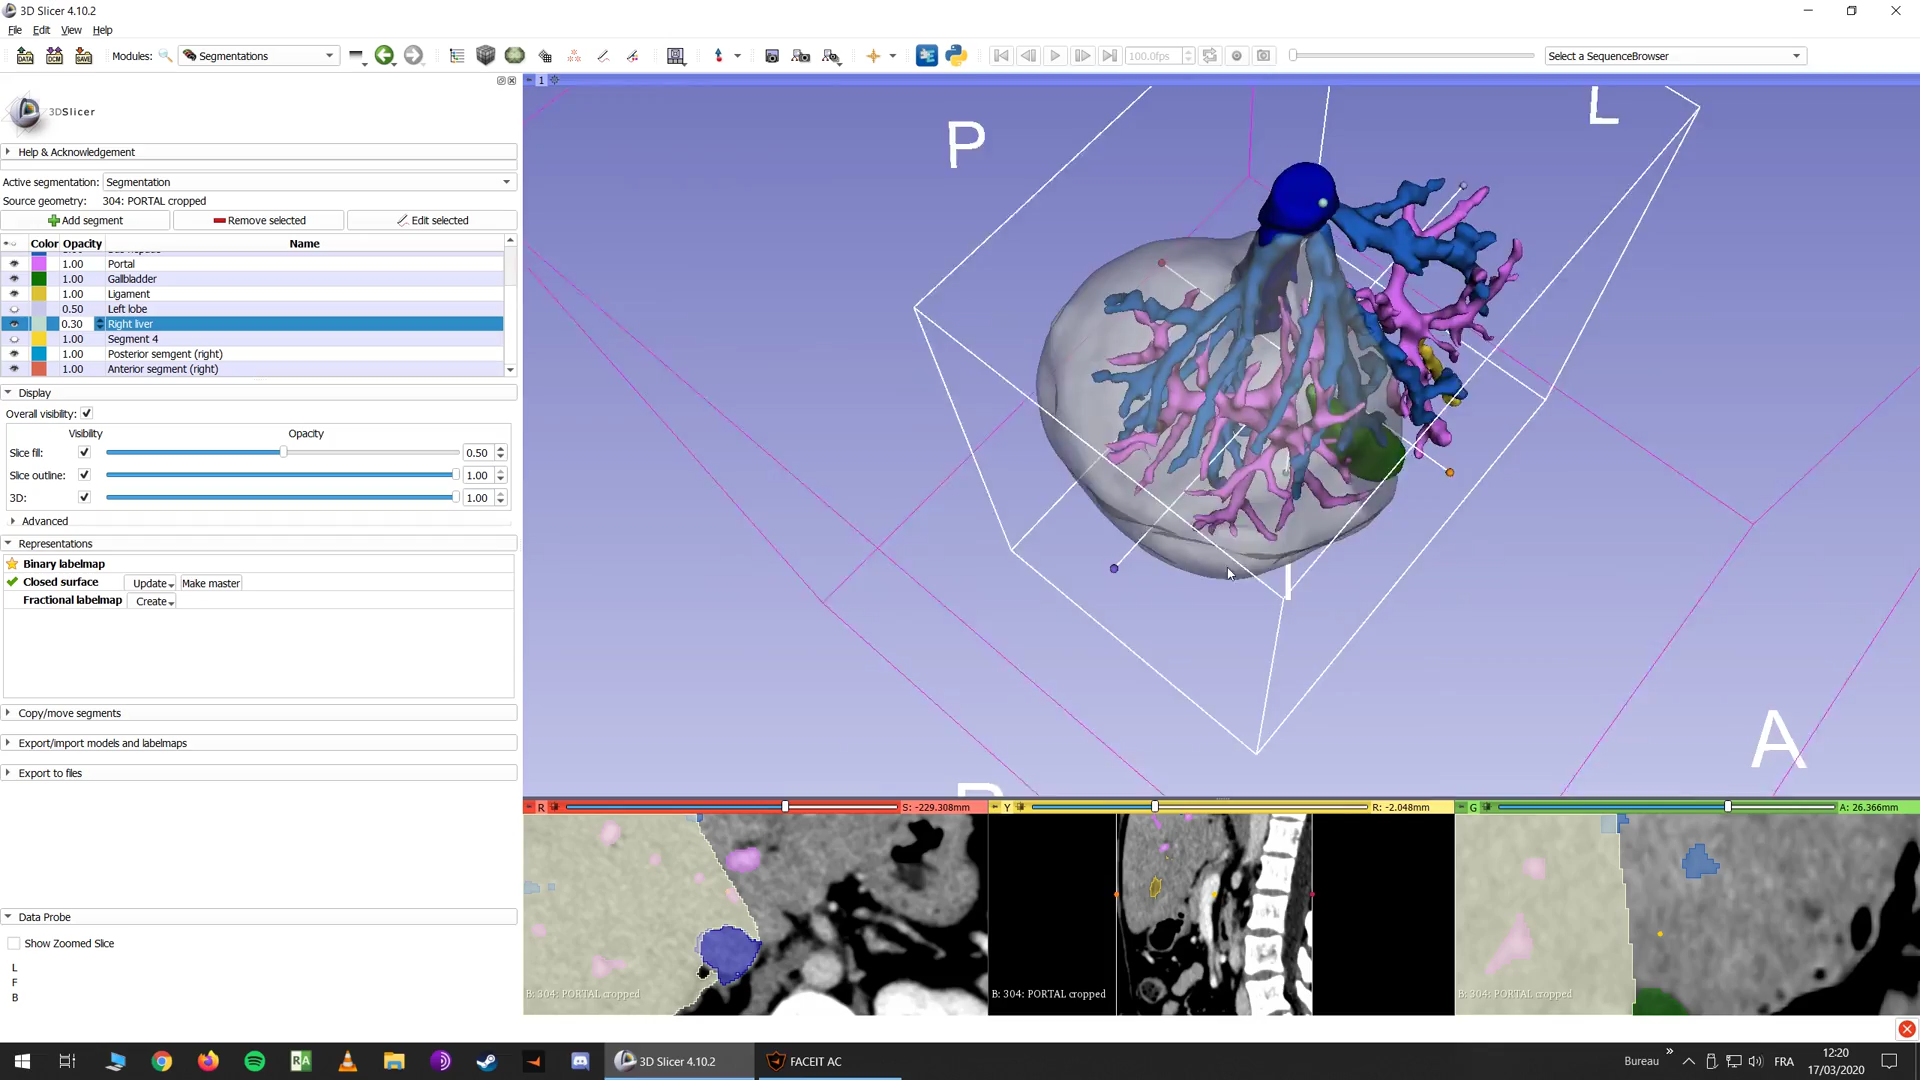 3D Slicer 4.10.2
File Edit View Help
DATA DCM SAVE Modules: Segmentations 100.0fps Select a SequenceBrowser
1
3DSlicer
Help & Acknowledgement
Active segmentation: Segmentation
Source geometry: 304: PORTAL cropped
Add segment Remove selected Edit selected
Color Opacity Name
1.00 Portal
1.00 Gallbladder
1.00 Ligament
0.50 Left lobe
0.30 Right liver
1.00 Segment 4
1.00 Posterior semgent (right)
1.00 Anterior segment (right)
Display
Overall visibility:
Visibility Opacity
Slice fill: 0.50
Slice outline: 1.00
3D: 1.00
Advanced
Representations
Binary labelmap
Closed surface Update Make master
Fractional labelmap Create
Copy/move segments
Export/import models and labelmaps
Export to files
Data Probe
Show Zoomed Slice
L
F
B
P
L
I
A
R S: -229.308mm
B: 304: PORTAL cropped
Y R: -2.048mm
B: 304: PORTAL cropped
G A: 26.366mm
B: 304: PORTAL cropped
RA 3D Slicer 4.10.2 FACEIT AC Bureau » FRA 12:20
17/03/2020